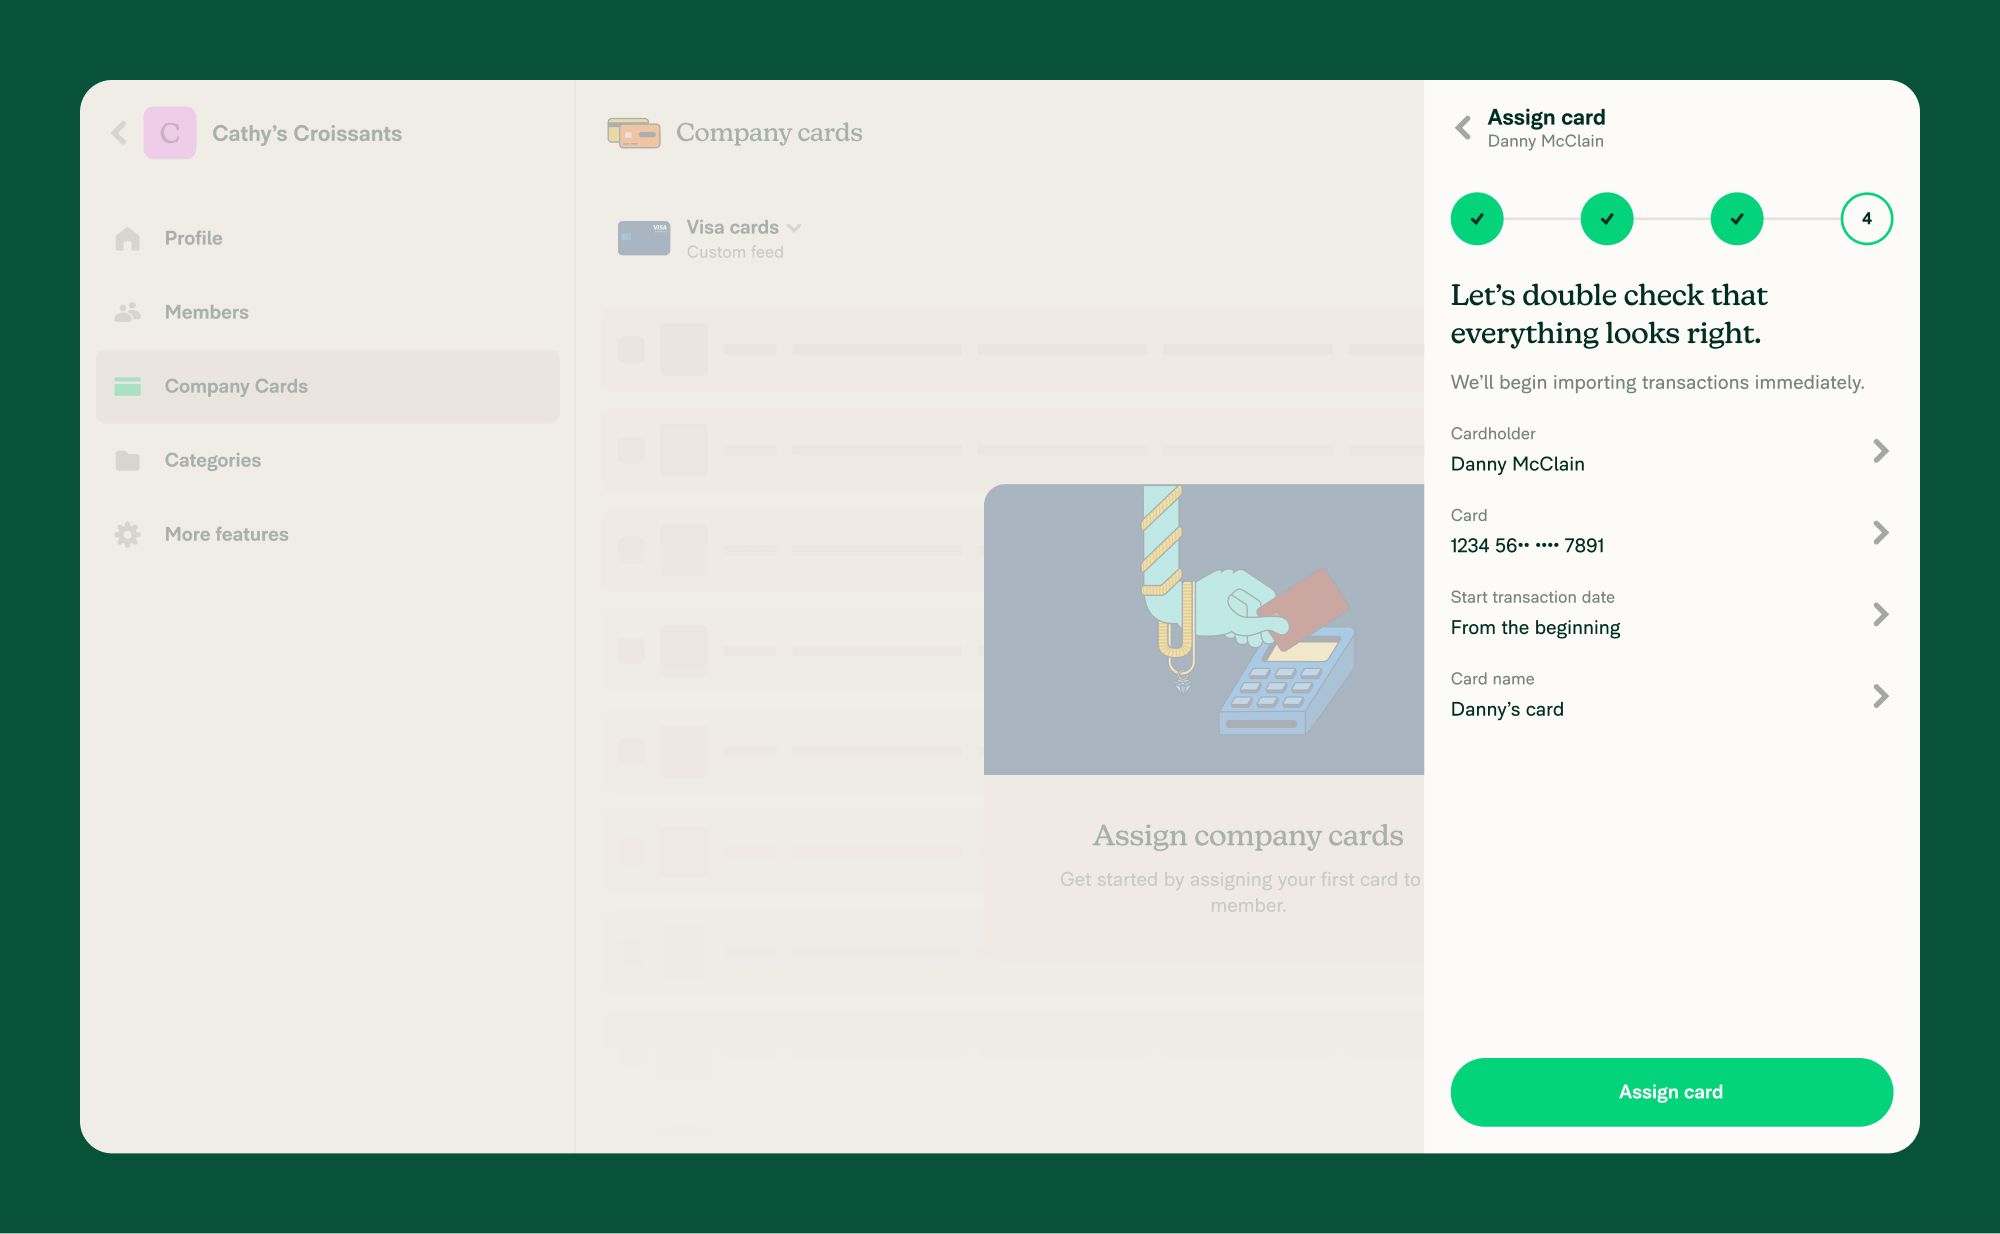 C
Cathy’s Croissants
Profile
Members
Company Cards
Categories
More features
Company cards
VISA
Visa cards
Custom feed
Assign company cards
Get started by assigning your first card to
member.
Assign card
Danny McClain
4
Let’s double check that
everything looks right.
We’ll begin importing transactions immediately.
Cardholder
Danny McClain
Card
1234 56•• •••• 7891
Start transaction date
From the beginning
Card name
Danny’s card
Assign card